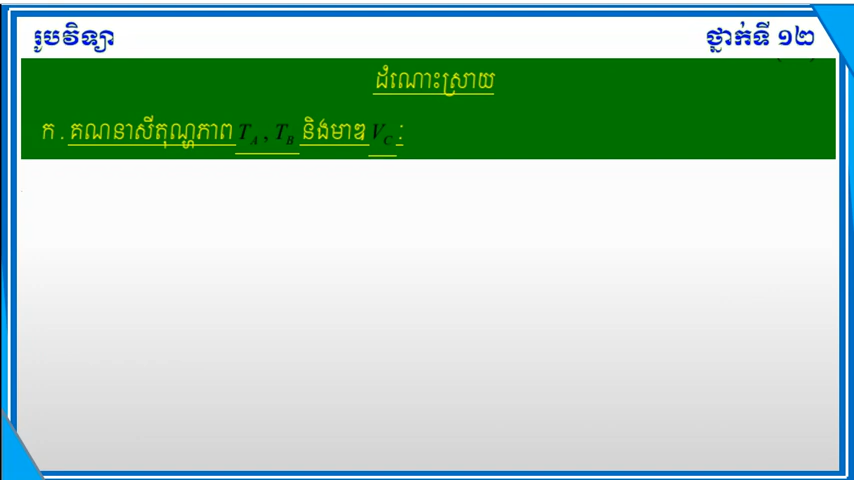 រូបវិទ្យា
ថ្នាក់ទី ១២
ដំណោះស្រាយ
ក . គណនាសីតុណ្ហភាព T_A , T_B និងមាឌ V_C :